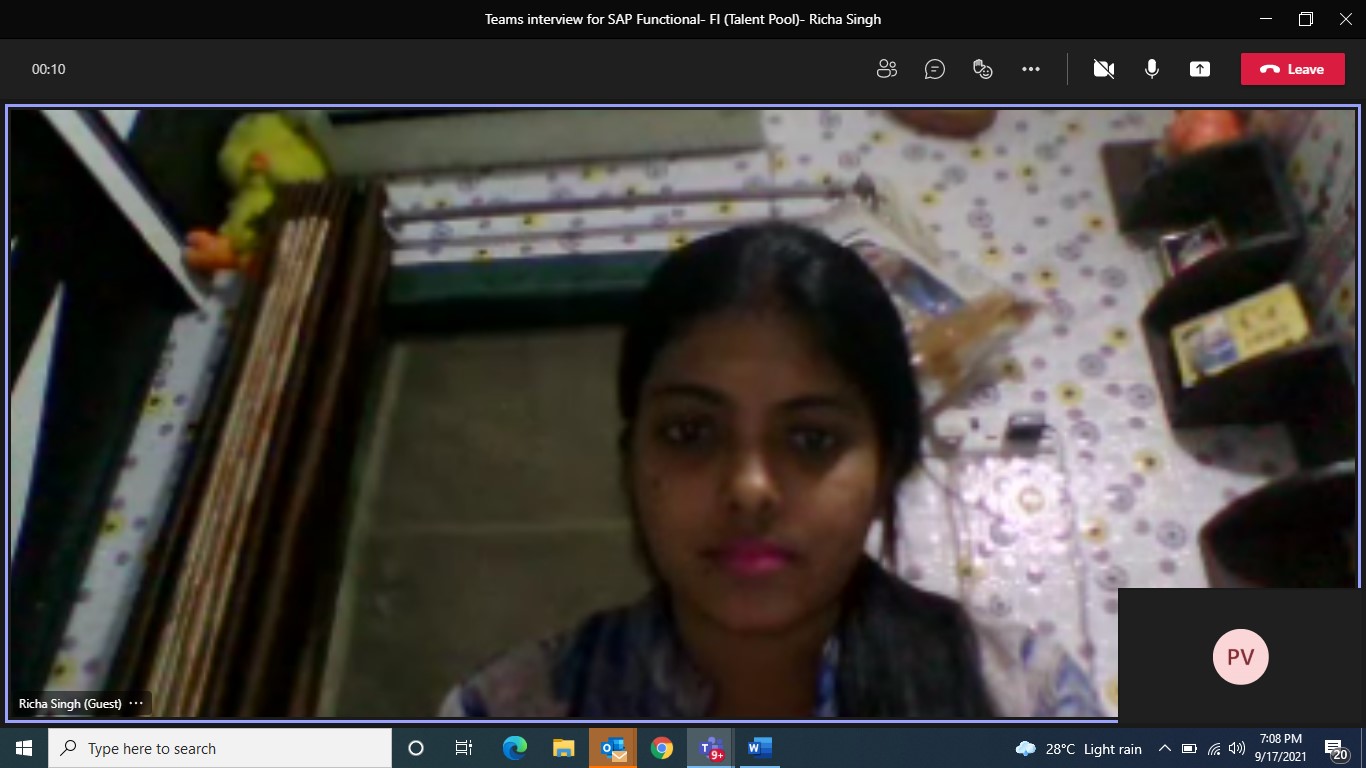 Teams interview for SAP Functional- FI (Talent Pool)- Richa Singh
00:10
Leave
PV
Richa Singh (Guest)
Type here to search
9+
28°C Light rain
7:08 PM
9/17/2021
20